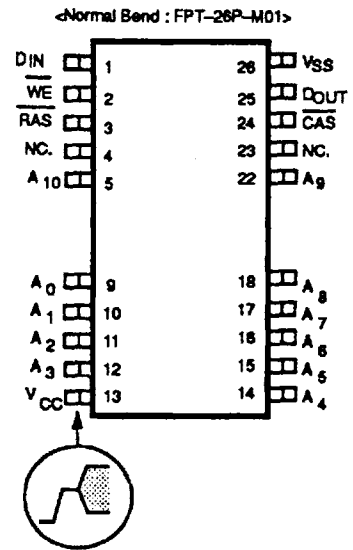 <Normal Bend : FPT-26P-M01>
DIN 1 26 VSS
WE 2 25 DOUT
RAS 3 24 CAS
NC. 4 23 NC.
A10 5 22 A9
A0 9 18 A8
A1 10 17 A7
A2 11 16 A6
A3 12 15 A5
VCC 13 14 A4